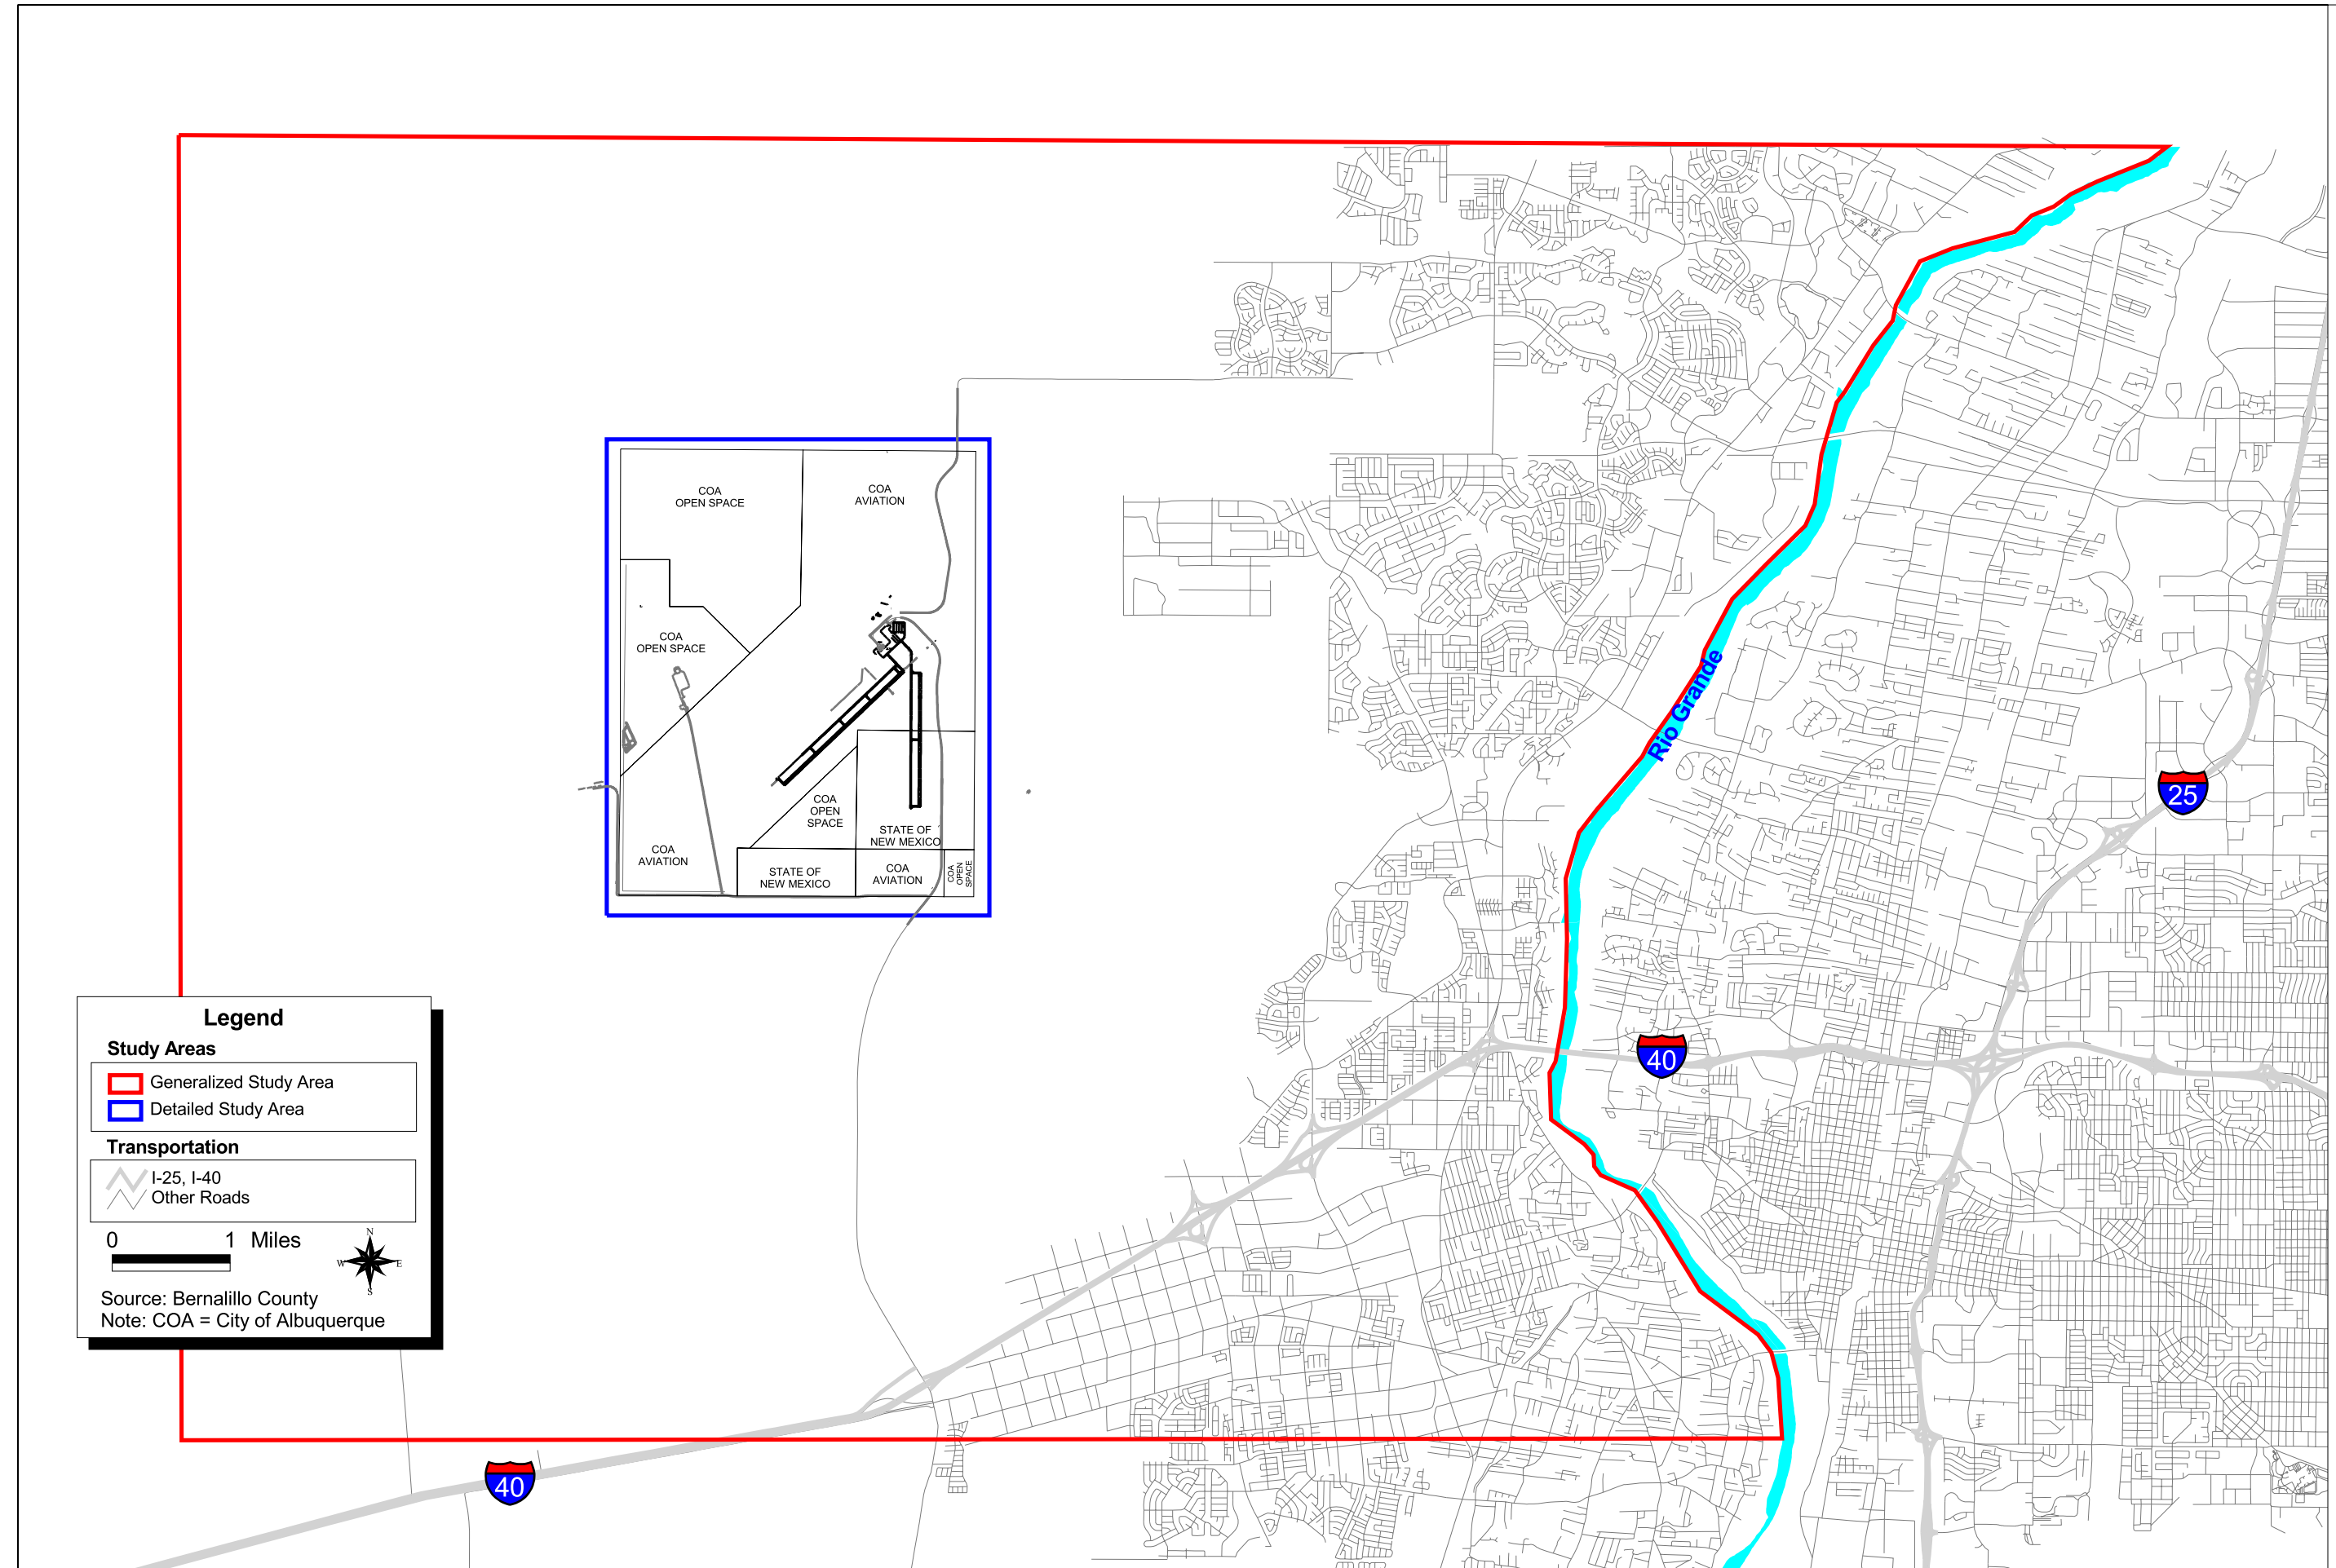 COA
OPEN SPACE
COA
AVIATION
COA
OPEN SPACE
COA
OPEN
SPACE
STATE OF
NEW MEXICO
COA
AVIATION
STATE OF
NEW MEXICO
COA
AVIATION
COA
OPEN
SPACE
Rio Grande
25
40
40
Legend
Study Areas
Generalized Study Area
Detailed Study Area
Transportation
I-25, I-40
Other Roads
0 1 Miles
N
W E
S
Source: Bernalillo County
Note: COA = City of Albuquerque